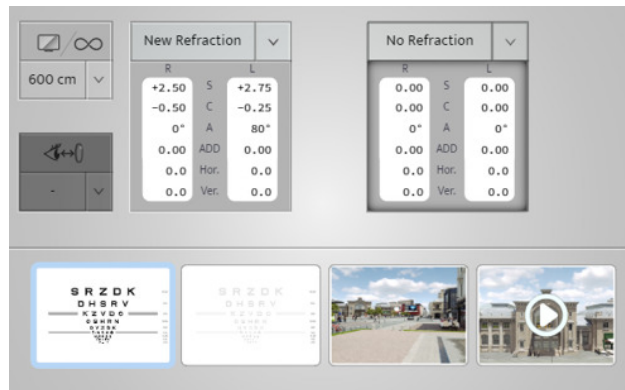 New Refraction
No Refraction
R L
R L
600 cm
+2.50 S +2.75
0.00 S 0.00
-0.50 C -0.25
0.00 C 0.00
0° A 80°
0° A 0°
0.00 ADD 0.00
0.00 ADD 0.00
0.0 Hor. 0.0
0.0 Hor. 0.0
-
0.0 Ver. 0.0
0.0 Ver. 0.0
SRZDK
DHSRV
KZVDC
SRZDK
DHSRV
KZVDC